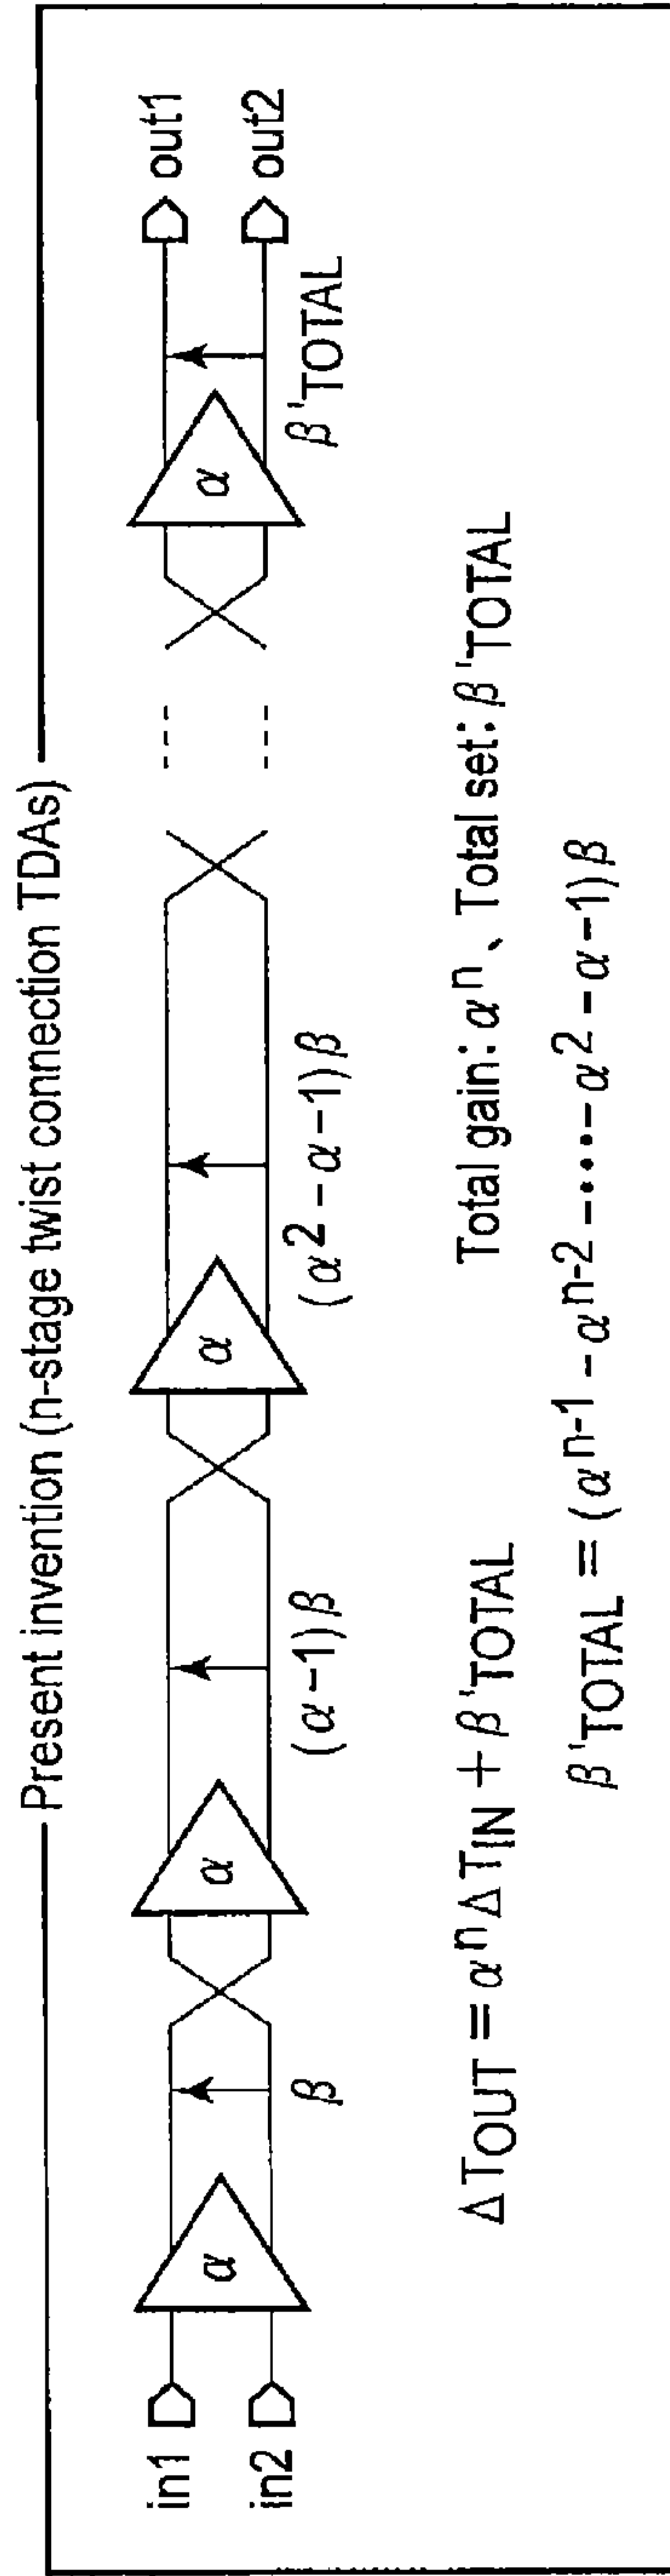 Present invention (n-stage twist connection TDAs)
in1
in2
α
β
α
(α−1)β
α
(α²−α−1)β
α
β'TOTAL
out1
out2
ΔTOUT = αⁿΔTIN + β'TOTAL
Total gain: αⁿ、Total set: β'TOTAL
β'TOTAL = (αⁿ⁻¹−αⁿ⁻²−····−α²−α−1)β